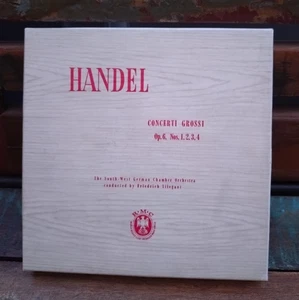 HANDEL
CONCERTI GROSSI
Op. 6, Nos. 1, 2, 3, 4
The South-West German Chamber Orchestra
conducted by Friedrich Tilegant
B·M·C